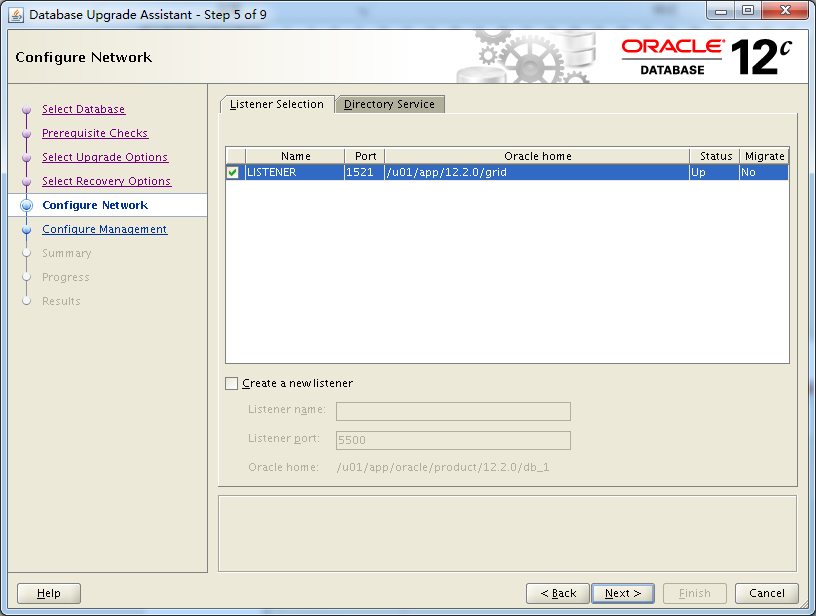 Database Upgrade Assistant - Step 5 of 9
Configure Network
ORACLE
DATABASE
12c
Select Database
Prerequisite Checks
Select Upgrade Options
Select Recovery Options
Configure Network
Configure Management
Summary
Progress
Results
Listener Selection Directory Service
Name Port Oracle home Status Migrate
LISTENER 1521 /u01/app/12.2.0/grid Up No
Create a new listener
Listener name:
Listener port: 5500
Oracle home: /u01/app/oracle/product/12.2.0/db_1
Help < Back Next > Finish Cancel